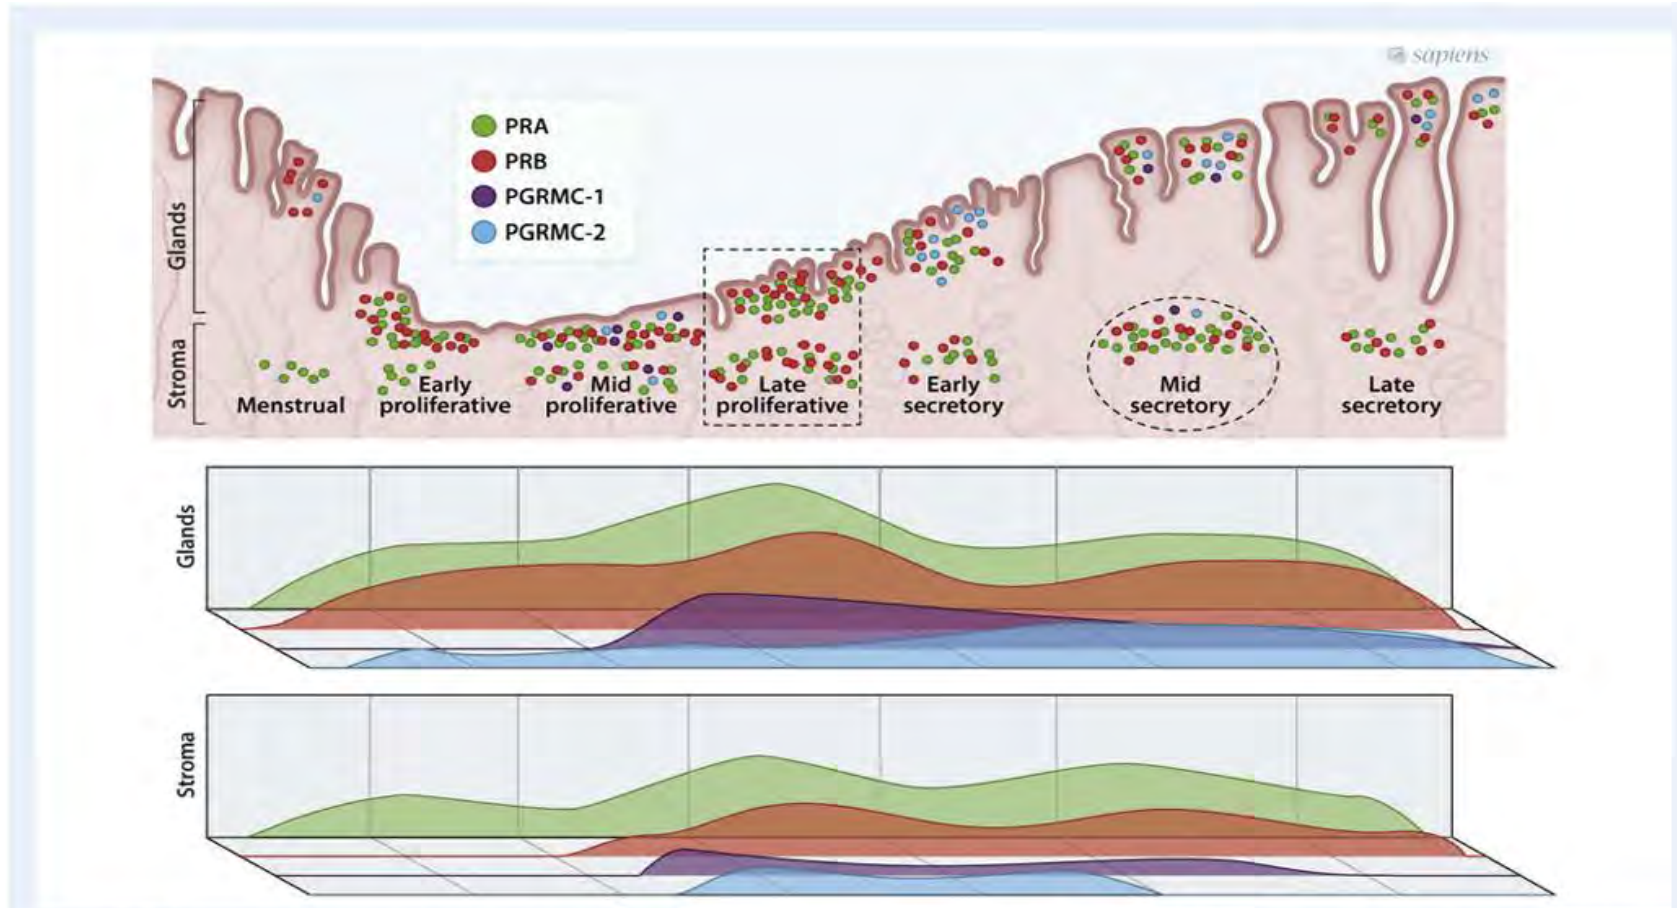 sapiens
PRA
PRB
PGRMC-1
PGRMC-2
Glands
Stroma
Menstrual
Early
proliferative
Mid
proliferative
Late
proliferative
Early
secretory
Mid
secretory
Late
secretory
Glands
Stroma